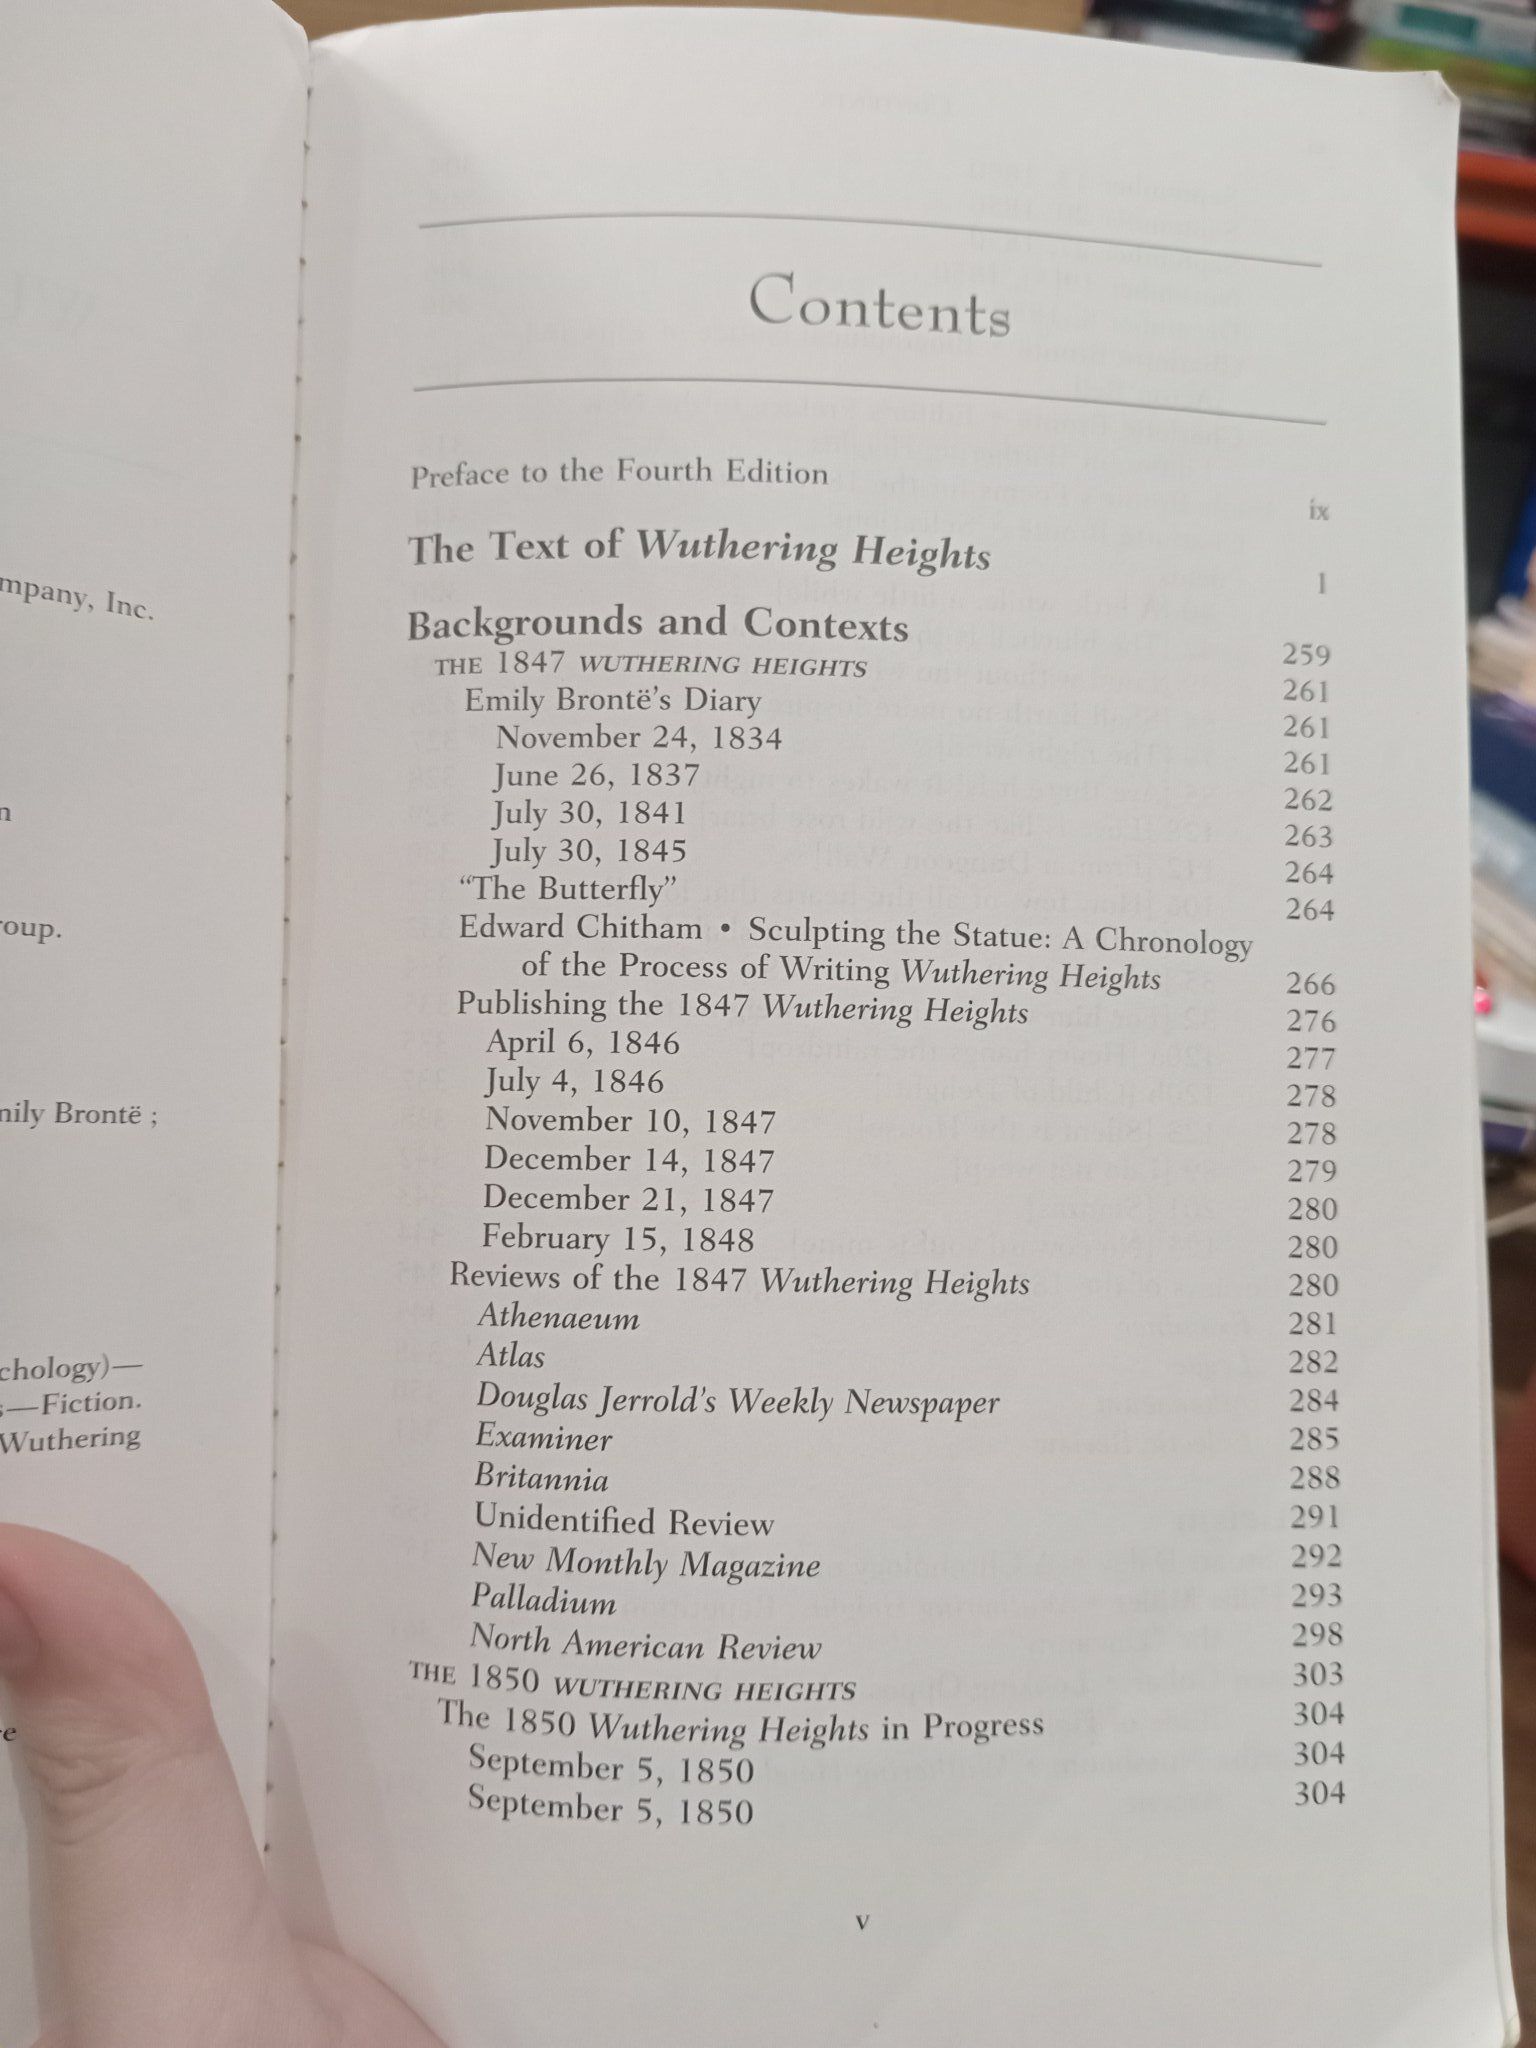 mpany, Inc.
n
roup.
mily Brontë ;
chology)—
s—Fiction.
Wuthering
re
Contents
Preface to the Fourth Edition ix
The Text of Wuthering Heights 1
Backgrounds and Contexts 259
THE 1847 WUTHERING HEIGHTS 261
Emily Brontë's Diary 261
November 24, 1834 261
June 26, 1837 262
July 30, 1841 263
July 30, 1845 264
“The Butterfly” 264
Edward Chitham • Sculpting the Statue: A Chronology
of the Process of Writing Wuthering Heights 266
Publishing the 1847 Wuthering Heights 276
April 6, 1846 277
July 4, 1846 278
November 10, 1847 278
December 14, 1847 279
December 21, 1847 280
February 15, 1848 280
Reviews of the 1847 Wuthering Heights 280
Athenaeum 281
Atlas 282
Douglas Jerrold's Weekly Newspaper 284
Examiner 285
Britannia 288
Unidentified Review 291
New Monthly Magazine 292
Palladium 293
North American Review 298
THE 1850 WUTHERING HEIGHTS 303
The 1850 Wuthering Heights in Progress 304
September 5, 1850 304
September 5, 1850 304
v